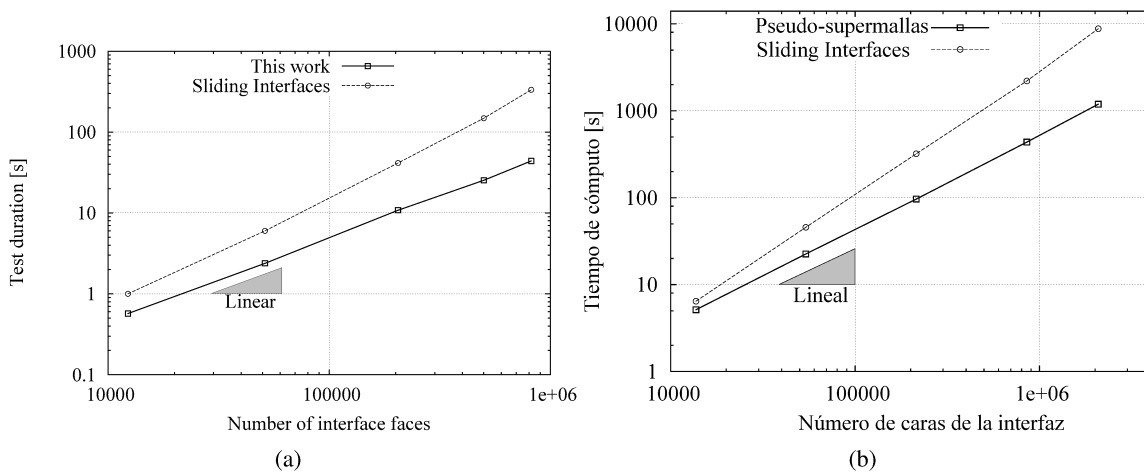 1000
100
10
1
0.1
10000
100000
1e+06
Test duration [s]
Number of interface faces
This work
Sliding Interfaces
Linear
(a)
10000
1000
100
10
1
10000
100000
1e+06
Tiempo de cómputo [s]
Número de caras de la interfaz
Pseudo-supermallas
Sliding Interfaces
Lineal
(b)